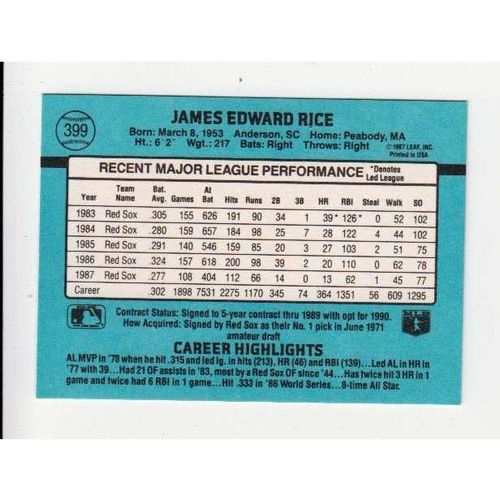 399
JAMES EDWARD RICE
Born: March 8, 1953 Anderson, SC Home: Peabody, MA
Ht.: 6´2˝ Wgt.: 217 Bats: Right Throws: Right
©1987 LEAF, INC.
Printed in USA
RECENT MAJOR LEAGUE PERFORMANCE *Denotes Led League
Year Team Name Bat. Avg. Games At Bat Hits Runs 2B 3B HR RBI Steal Walk SO
1983 Red Sox .305 155 626 191 90 34 1 39* 126* 0 52 102
1984 Red Sox .280 159 657 184 98 25 7 28 122 4 44 102
1985 Red Sox .291 140 546 159 85 20 3 27 103 2 51 75
1986 Red Sox .324 157 618 200 98 39 2 20 110 0 62 78
1987 Red Sox .277 108 404 112 66 14 0 13 62 1 45 77
Career .302 1898 7531 2275 1170 345 74 364 1351 56 609 1295
Contract Status: Signed to 5-year contract thru 1989 with opt for 1990.
How Acquired: Signed by Red Sox as their No. 1 pick in June 1971
amateur draft
CAREER HIGHLIGHTS
AL MVP in '78 when he hit .315 and led lg. in hits (213), HR (46) and RBI (139)...Led AL in HR in
'77 with 39...Had 21 OF assists in '83, most by a Red Sox OF since '44...Has twice hit 3 HR in 1
game and twice had 6 RBI in 1 game...Hit .333 in '86 World Series...8-time All Star.